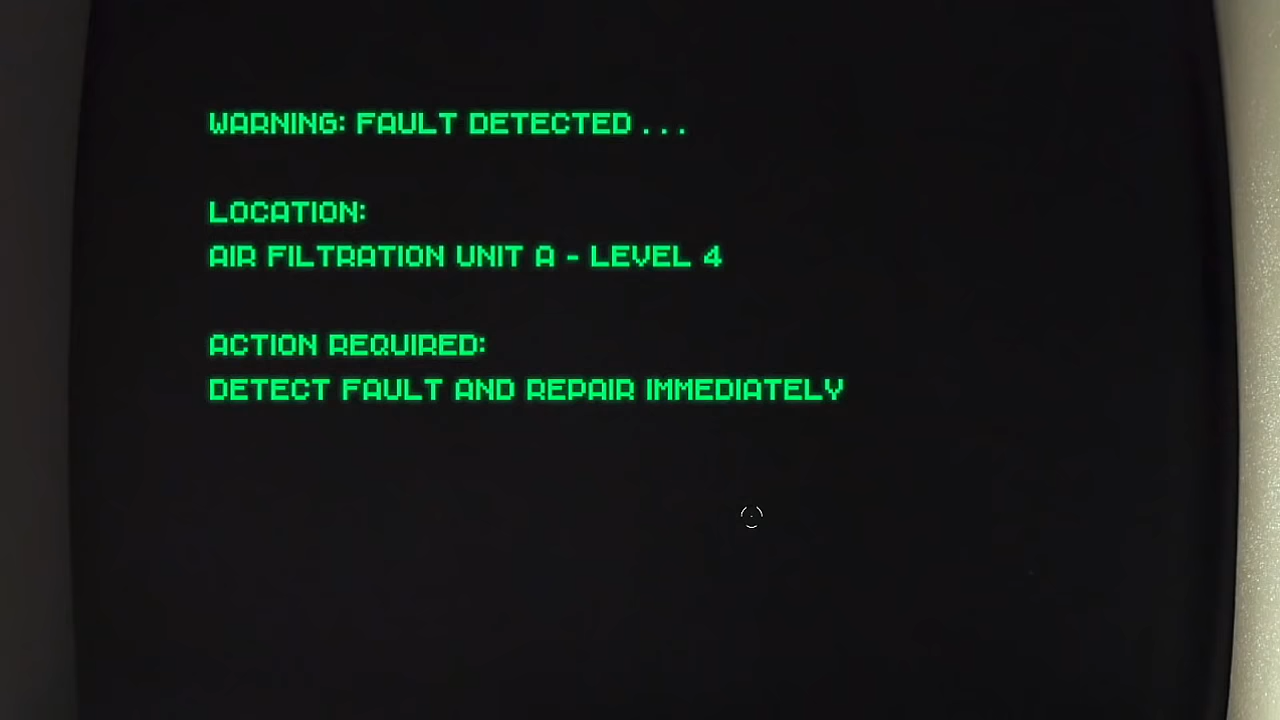 WARNING: FAULT DETECTED . . .
LOCATION:
AIR FILTRATION UNIT A - LEVEL 4
ACTION REQUIRED:
DETECT FAULT AND REPAIR IMMEDIATELY